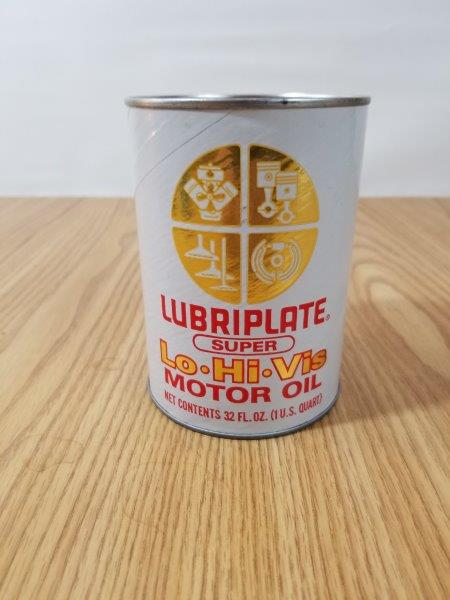 LUBRIPLATE®
SUPER
Lo•Hi•Vis
MOTOR OIL
NET CONTENTS 32 FL. OZ. (1 U.S. QUART)